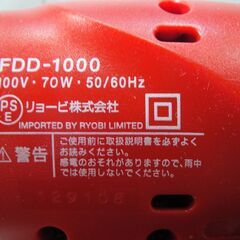 FDD-1000
100V・70W・50/60Hz
PS
E
リョービ株式会社
IMPORTED BY RYOBI LIMITED
警告
ご使用前に取扱説明書を必ずよく
お読みください。
感電のおそれがありますので、雨中
では使用しないでください。